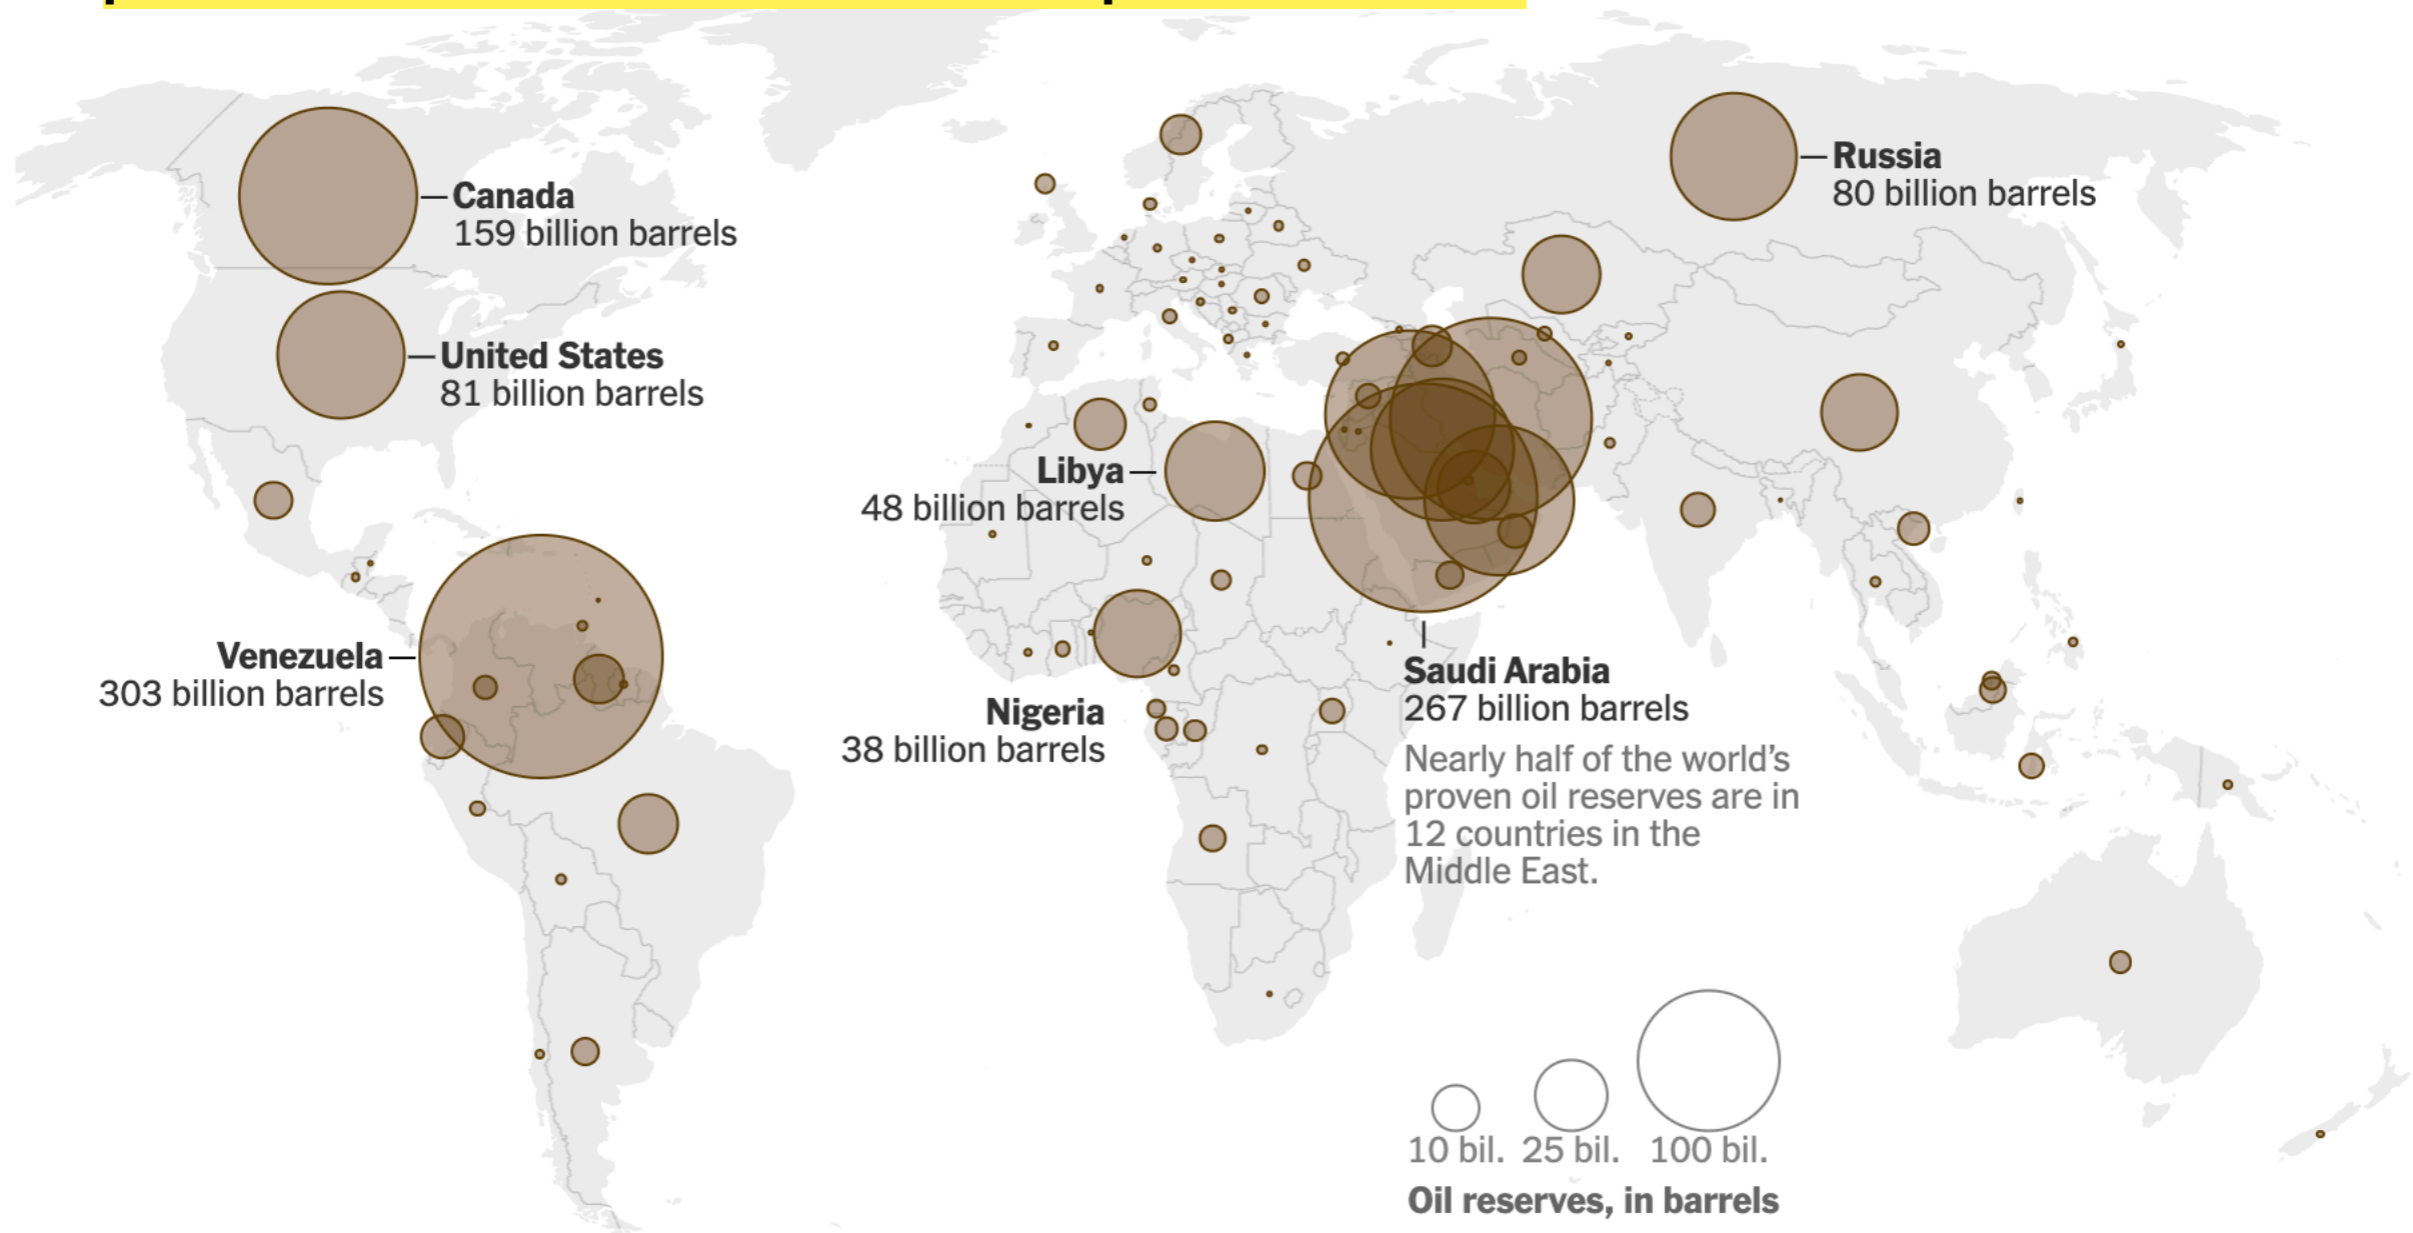 Canada
159 billion barrels
United States
81 billion barrels
Russia
80 billion barrels
Libya
48 billion barrels
Venezuela
303 billion barrels
Nigeria
38 billion barrels
Saudi Arabia
267 billion barrels
Nearly half of the world’s
proven oil reserves are in
12 countries in the
Middle East.
10 bil. 25 bil. 100 bil.
Oil reserves, in barrels